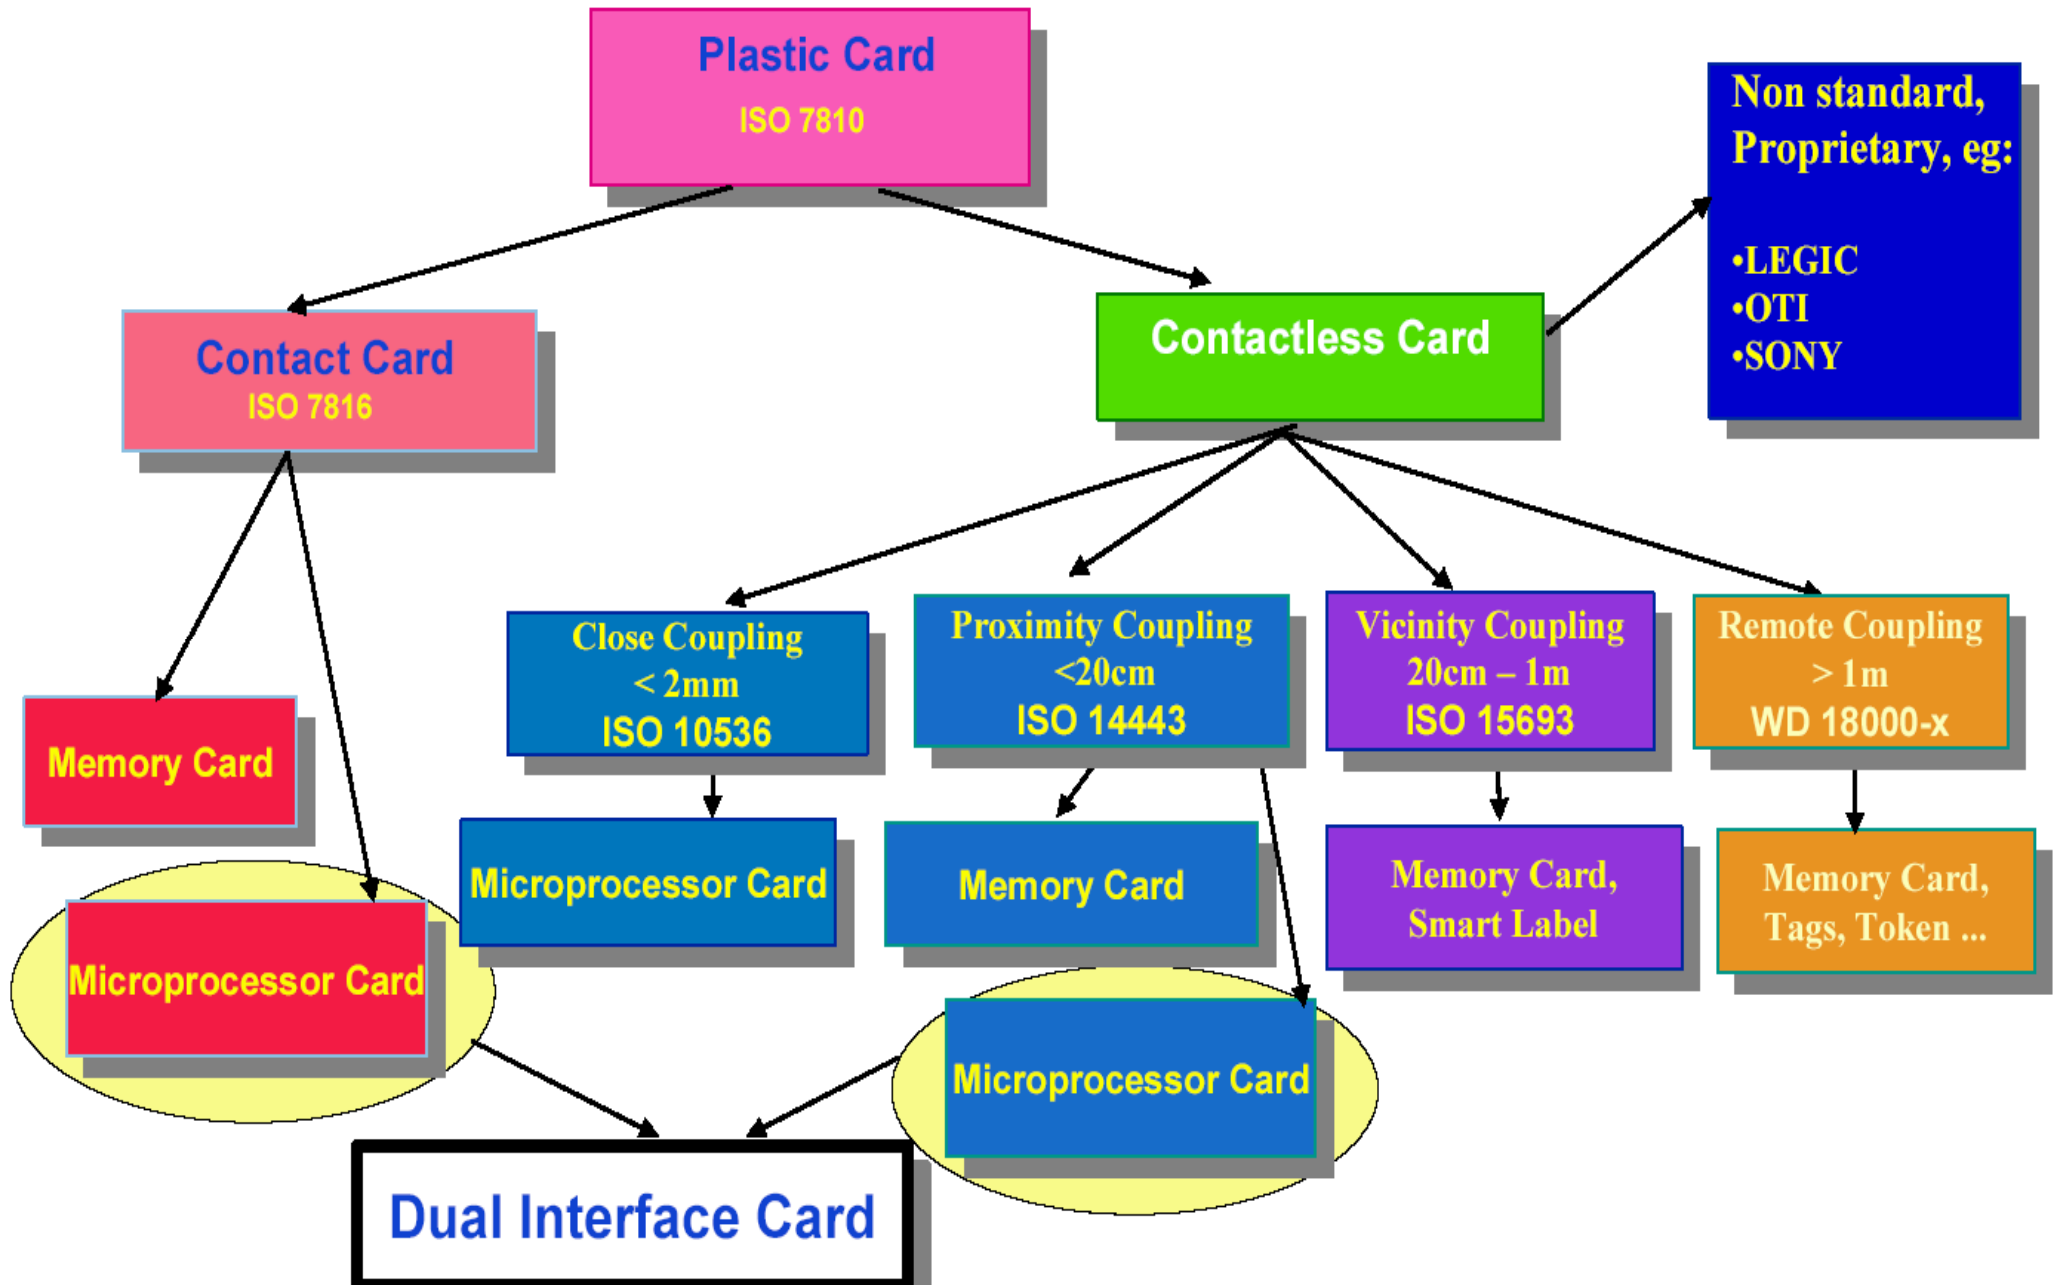 Plastic Card
ISO 7810
Non standard,
Proprietary, eg:
•LEGIC
•OTI
•SONY
Contact Card
ISO 7816
Contactless Card
Close Coupling
< 2mm
ISO 10536
Proximity Coupling
<20cm
ISO 14443
Vicinity Coupling
20cm – 1m
ISO 15693
Remote Coupling
> 1m
WD 18000-x
Memory Card
Microprocessor Card
Microprocessor Card
Memory Card
Memory Card,
Smart Label
Memory Card,
Tags, Token ...
Microprocessor Card
Dual Interface Card